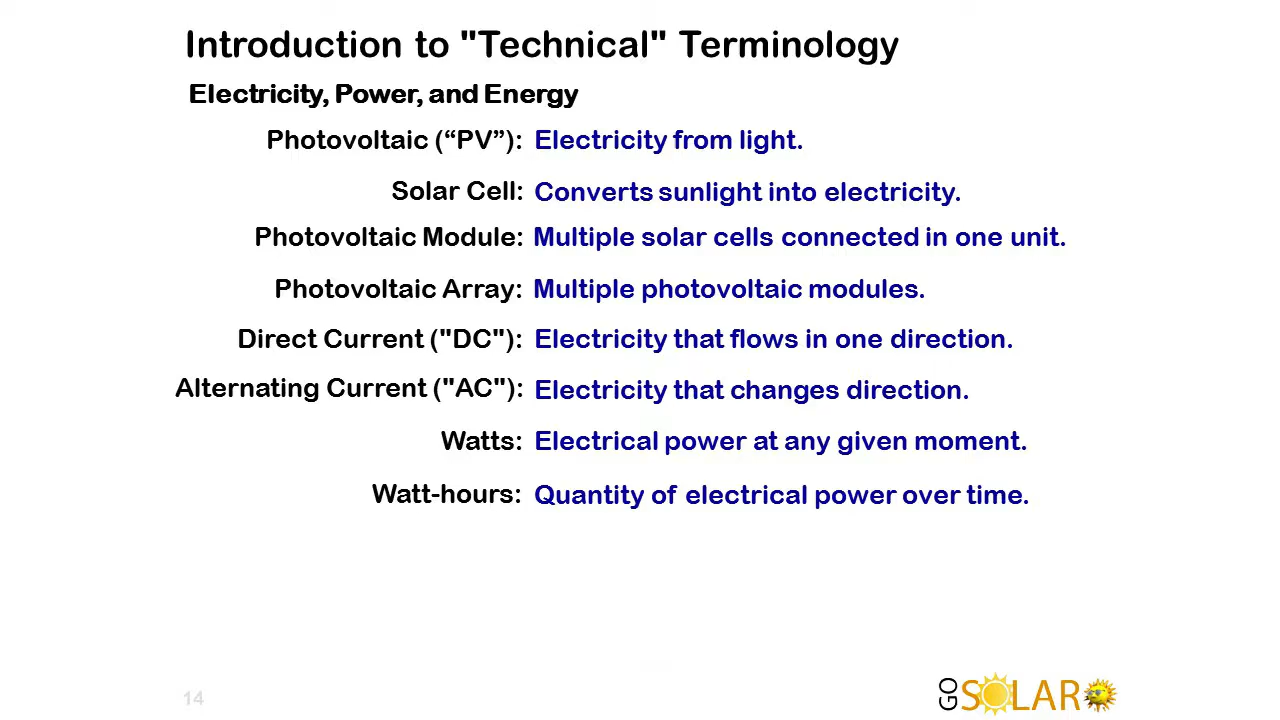 Introduction to "Technical" Terminology
Electricity, Power, and Energy
Photovoltaic (“PV”): Electricity from light.
Solar Cell: Converts sunlight into electricity.
Photovoltaic Module: Multiple solar cells connected in one unit.
Photovoltaic Array: Multiple photovoltaic modules.
Direct Current ("DC"): Electricity that flows in one direction.
Alternating Current ("AC"): Electricity that changes direction.
Watts: Electrical power at any given moment.
Watt-hours: Quantity of electrical power over time.
14
GO SOLAR